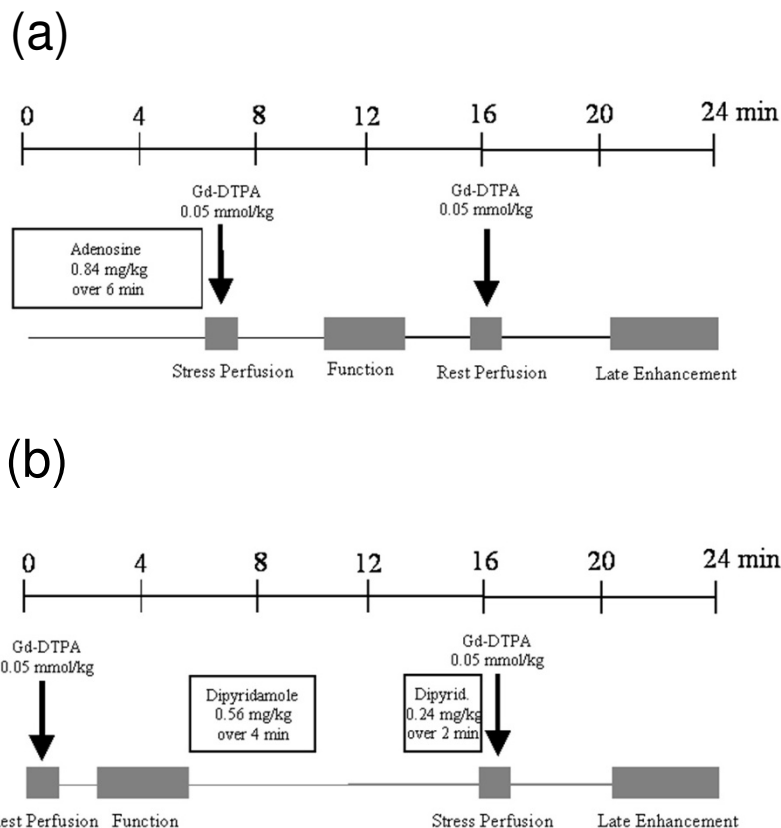 (a)
0 4 8 12 16 20 24 min
Gd-DTPA Gd-DTPA
0.05 mmol/kg 0.05 mmol/kg
Adenosine
0.84 mg/kg
over 6 min
Stress Perfusion Function Rest Perfusion Late Enhancement
(b)
0 4 8 12 16 20 24 min
Gd-DTPA Gd-DTPA
0.05 mmol/kg 0.05 mmol/kg
Dipyridamole Dipyrid.
0.56 mg/kg 0.24 mg/kg
over 4 min over 2 min
est Perfusion Function Stress Perfusion Late Enhancement